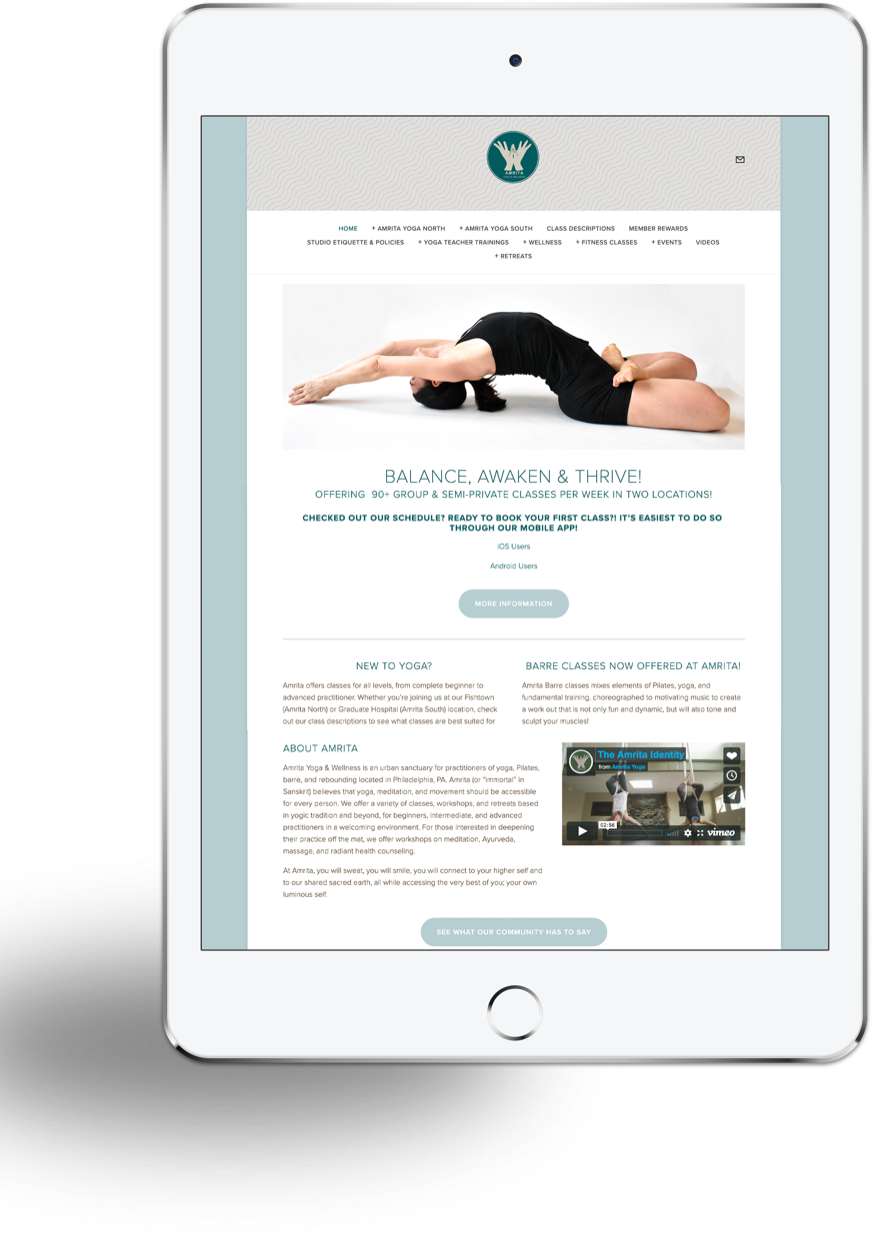 AMRITA
HOME + AMRITA YOGA NORTH + AMRITA YOGA SOUTH CLASS DESCRIPTIONS MEMBER REWARDS
STUDIO ETIQUETTE & POLICIES + YOGA TEACHER TRAININGS + WELLNESS + FITNESS CLASSES + EVENTS VIDEOS
+ RETREATS
BALANCE, AWAKEN & THRIVE!
OFFERING 90+ GROUP & SEMI-PRIVATE CLASSES PER WEEK IN TWO LOCATIONS!
CHECKED OUT OUR SCHEDULE? READY TO BOOK YOUR FIRST CLASS?! IT'S EASIEST TO DO SO
THROUGH OUR MOBILE APP!
iOS Users
Android Users
MORE INFORMATION
NEW TO YOGA?
Amrita offers classes for all levels, from complete beginner to
advanced practitioner. Whether you're joining us at our Fishtown
(Amrita North) or Graduate Hospital (Amrita South) location, check
out our class descriptions to see what classes are best suited for
BARRE CLASSES NOW OFFERED AT AMRITA!
Amrita Barre classes mixes elements of Pilates, yoga, and
fundamental training, choreographed to motivating music to create
a work out that is not only fun and dynamic, but will also tone and
sculpt your muscles!
ABOUT AMRITA
Amrita Yoga & Wellness is an urban sanctuary for practitioners of yoga, Pilates,
barre, and rebounding located in Philadelphia, PA. Amrita (or "immortal" in
Sanskrit) believes that yoga, meditation, and movement should be accessible
for every person. We offer a variety of classes, workshops, and retreats based
in yogic tradition and beyond, for beginners, intermediate, and advanced
practitioners in a welcoming environment. For those interested in deepening
their practice off the mat, we offer workshops on meditation, Ayurveda,
massage, and radiant health counseling.
At Amrita, you will sweat, you will smile, you will connect to your higher self and
to our shared sacred earth, all while accessing the very best of you; your own
luminous self.
The Amrita Identity
from Amrita Yoga
02:56
vimeo
SEE WHAT OUR COMMUNITY HAS TO SAY